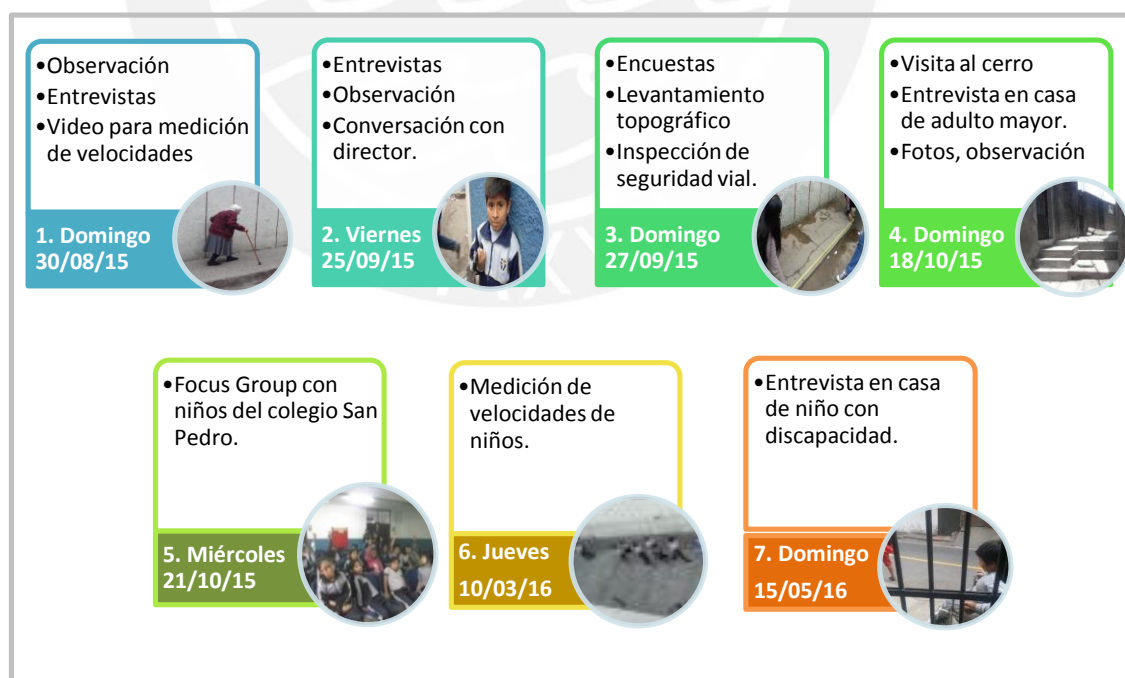 •Observación
•Entrevistas
•Video para medición
de velocidades
1. Domingo
30/08/15
•Entrevistas
•Observación
•Conversación con
director.
2. Viernes
25/09/15
•Encuestas
•Levantamiento
topográfico
•Inspección de
seguridad vial.
3. Domingo
27/09/15
•Visita al cerro
•Entrevista en casa
de adulto mayor.
•Fotos, observación
4. Domingo
18/10/15
•Focus Group con
niños del colegio San
Pedro.
5. Miércoles
21/10/15
•Medición de
velocidades de
niños.
6. Jueves
10/03/16
•Entrevista en casa
de niño con
discapacidad.
7. Domingo
15/05/16